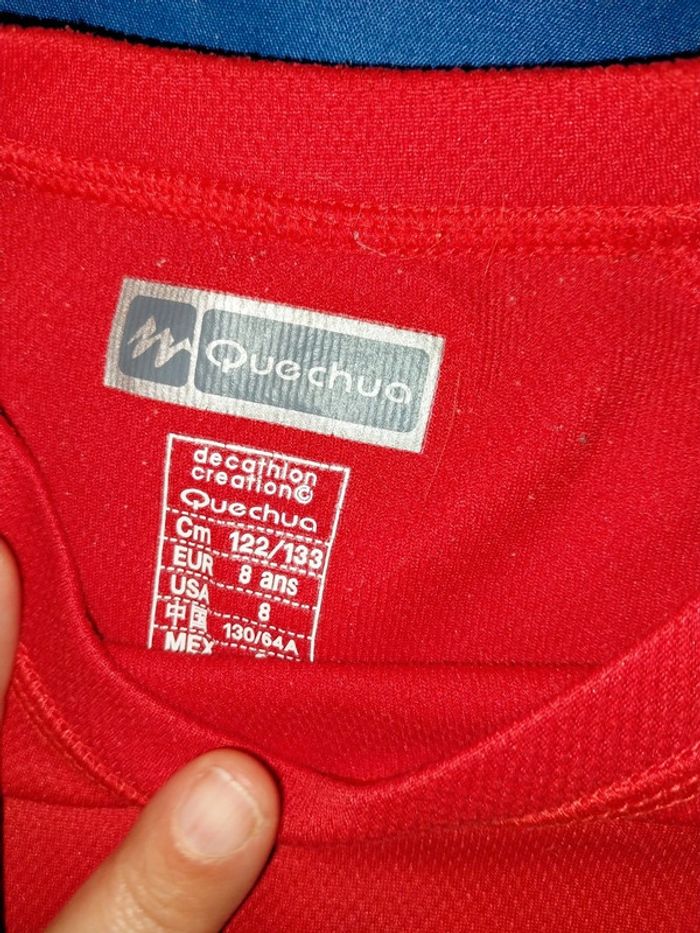 Quechua
decathlon
creation©
Quechua
Cm 122/133
EUR 8 ans
USA 8
中国 130/64A
MEX